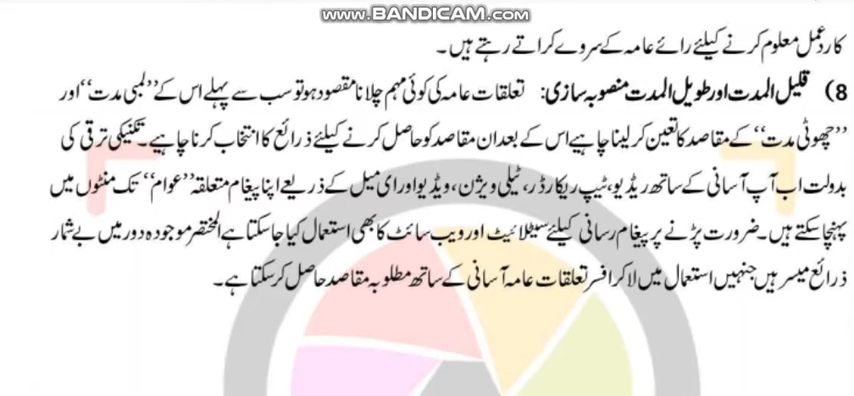 www.BANDICAM.com
کا ردعمل معلوم کرنے کیلئے رائے عامہ کے سروے کراتے رہتے ہیں ۔
8) قلیل المدت اور طویل المدت منصوبہ سازی: تعلقات عامہ کی کوئی مہم چلانا مقصود ہو تو سب سے پہلے اس کے ’’لمبی مدت‘‘ اور
’’چھوٹی مدت‘‘ کے مقاصد کا تعین کر لینا چاہیے اس کے بعد ان مقاصد کو حاصل کرنے کیلئے ذرائع کا انتخاب کرنا چاہیے۔ تکنیکی ترقی کی
بدولت اب آپ آسانی کے ساتھ ریڈیو، ٹیپ ریکارڈر، ٹیلی ویژن، ویڈیو اور ای میل کے ذریعے اپنا پیغام متعلقہ ’’عوام‘‘ تک منٹوں میں
پہنچا سکتے ہیں۔ ضرورت پڑنے پر پیغام رسانی کیلئے سیٹلائیٹ اور ویب سائٹ کا بھی استعمال کیا جا سکتا ہے المختصر موجودہ دور میں بے شمار
ذرائع میسر ہیں جنہیں استعمال میں لا کر افسر تعلقات عامہ آسانی کے ساتھ مطلوبہ مقاصد حاصل کر سکتا ہے۔